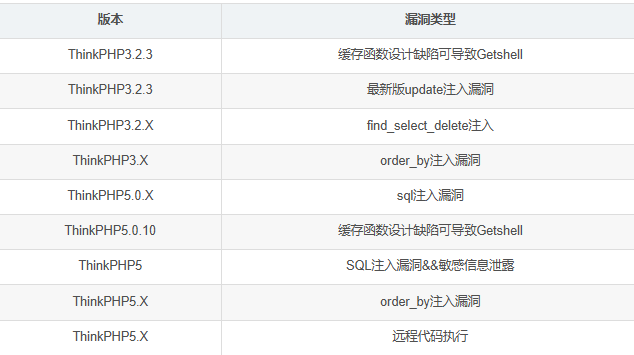 版本 漏洞类型
ThinkPHP3.2.3 缓存函数设计缺陷可导致Getshell
ThinkPHP3.2.3 最新版update注入漏洞
ThinkPHP3.2.X find_select_delete注入
ThinkPHP3.X order_by注入漏洞
ThinkPHP5.0.X sql注入漏洞
ThinkPHP5.0.10 缓存函数设计缺陷可导致Getshell
ThinkPHP5 SQL注入漏洞&&敏感信息泄露
ThinkPHP5.X order_by注入漏洞
ThinkPHP5.X 远程代码执行